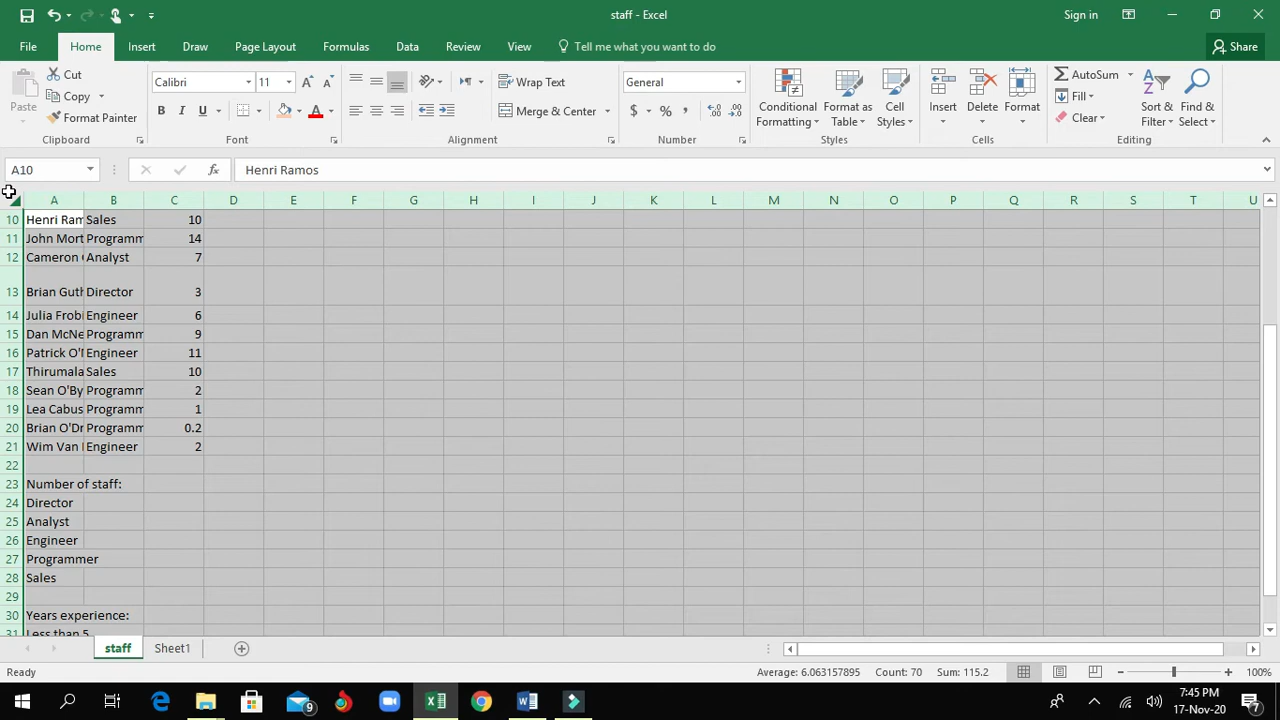 staff - Excel
Sign in
File Home Insert Draw Page Layout Formulas Data Review View Tell me what you want to do Share
Paste
Cut
Copy
Format Painter
Clipboard
Calibri 11
B I U
Font
Wrap Text
Merge & Center
Alignment
General
$ % ,
Number
Conditional Formatting
Format as Table
Cell Styles
Styles
Insert
Delete
Format
Cells
AutoSum
Fill
Clear
Sort & Filter
Find & Select
Editing
A10 fx Henri Ramos
A B C D E F G H I J K L M N O P Q R S T U
10 Henri Ram Sales 10
11 John Mort Programm 14
12 Cameron Analyst 7
13 Brian Guth Director 3
14 Julia Frobi Engineer 6
15 Dan McNe Programm 9
16 Patrick O'I Engineer 11
17 Thirumala Sales 10
18 Sean O'By Programm 2
19 Lea Cabus Programm 1
20 Brian O'Dr Programm 0.2
21 Wim Van Engineer 2
22
23 Number of staff:
24 Director
25 Analyst
26 Engineer
27 Programmer
28 Sales
29
30 Years experience:
31 Less than 5
staff Sheet1
Ready Average: 6.063157895 Count: 70 Sum: 115.2 100%
9
7:45 PM
17-Nov-20
7